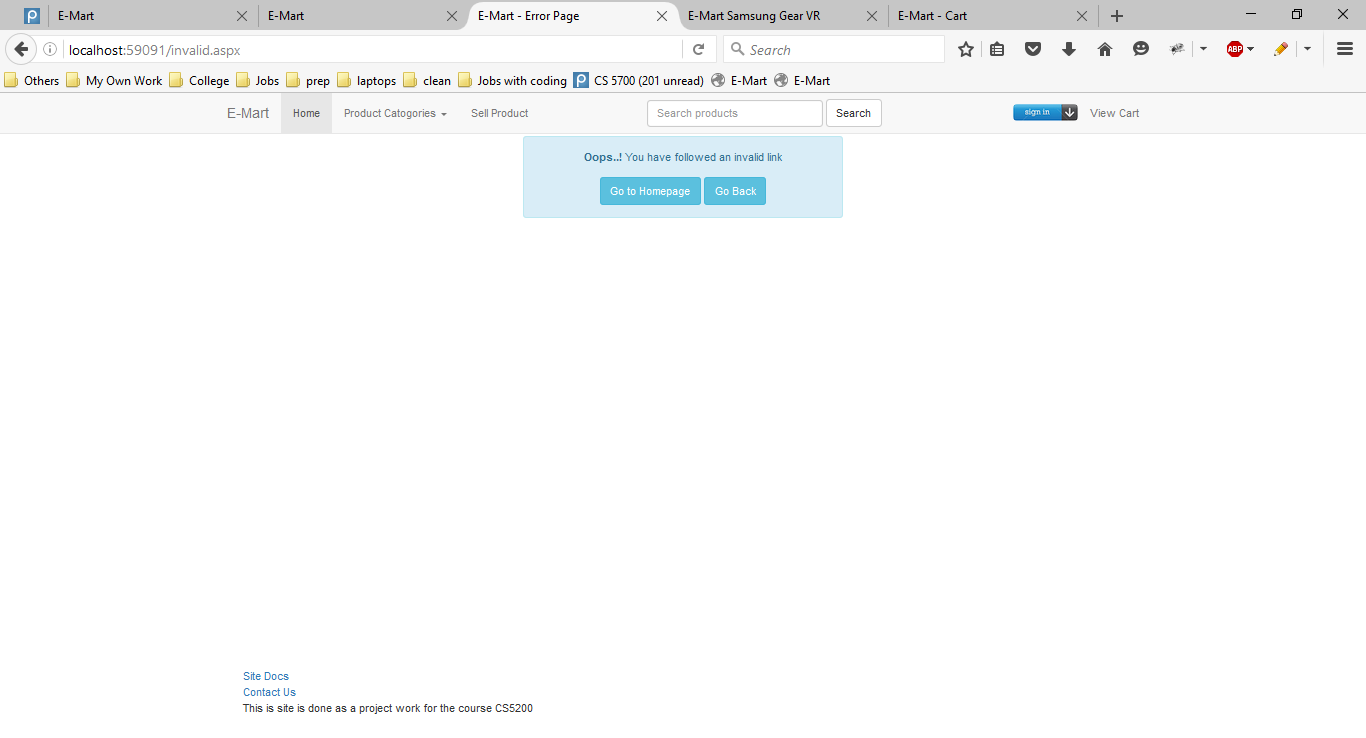 E-Mart
E-Mart
E-Mart - Error Page
E-Mart Samsung Gear VR
E-Mart - Cart
localhost:59091/invalid.aspx
Search
ABP
Others
My Own Work
College
Jobs
prep
laptops
clean
Jobs with coding
CS 5700 (201 unread)
E-Mart
E-Mart
E-Mart
Home
Product Catogories
Sell Product
Search products
Search
sign in
View Cart
Oops..! You have followed an invalid link
Go to Homepage
Go Back
Site Docs
Contact Us
This is site is done as a project work for the course CS5200